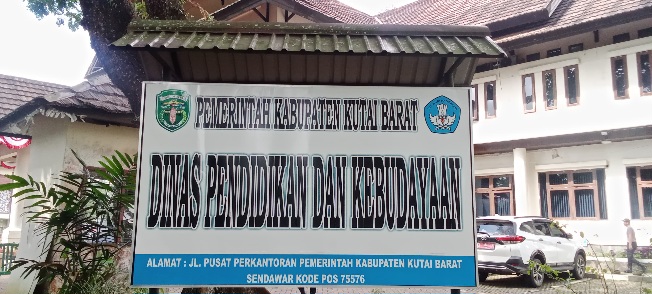 PEMERINTAH KABUPATEN KUTAI BARAT
DINAS PENDIDIKAN DAN KEBUDAYAAN
ALAMAT : JL. PUSAT PERKANTORAN PEMERINTAH KABUPATEN KUTAI BARAT
SENDAWAR KODE POS 75576